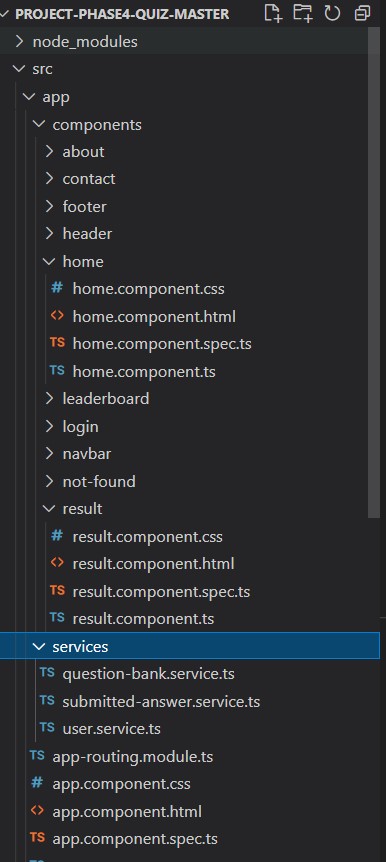 PROJECT-PHASE4-QUIZ-MASTER
node_modules
src
app
components
about
contact
footer
header
home
# home.component.css
<> home.component.html
TS home.component.spec.ts
TS home.component.ts
leaderboard
login
navbar
not-found
result
# result.component.css
<> result.component.html
TS result.component.spec.ts
TS result.component.ts
services
TS question-bank.service.ts
TS submitted-answer.service.ts
TS user.service.ts
TS app-routing.module.ts
# app.component.css
<> app.component.html
TS app.component.spec.ts